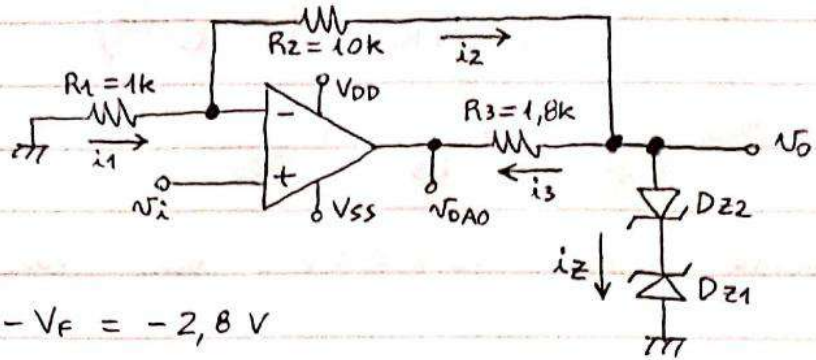 R2 = 10k
i2
R1 = 1k
VDD
R3 = 1,8k
i1
-
+
vo
vi
VSS
vOAO
i3
DZ2
iz
DZ1
- VF = -2,8 V